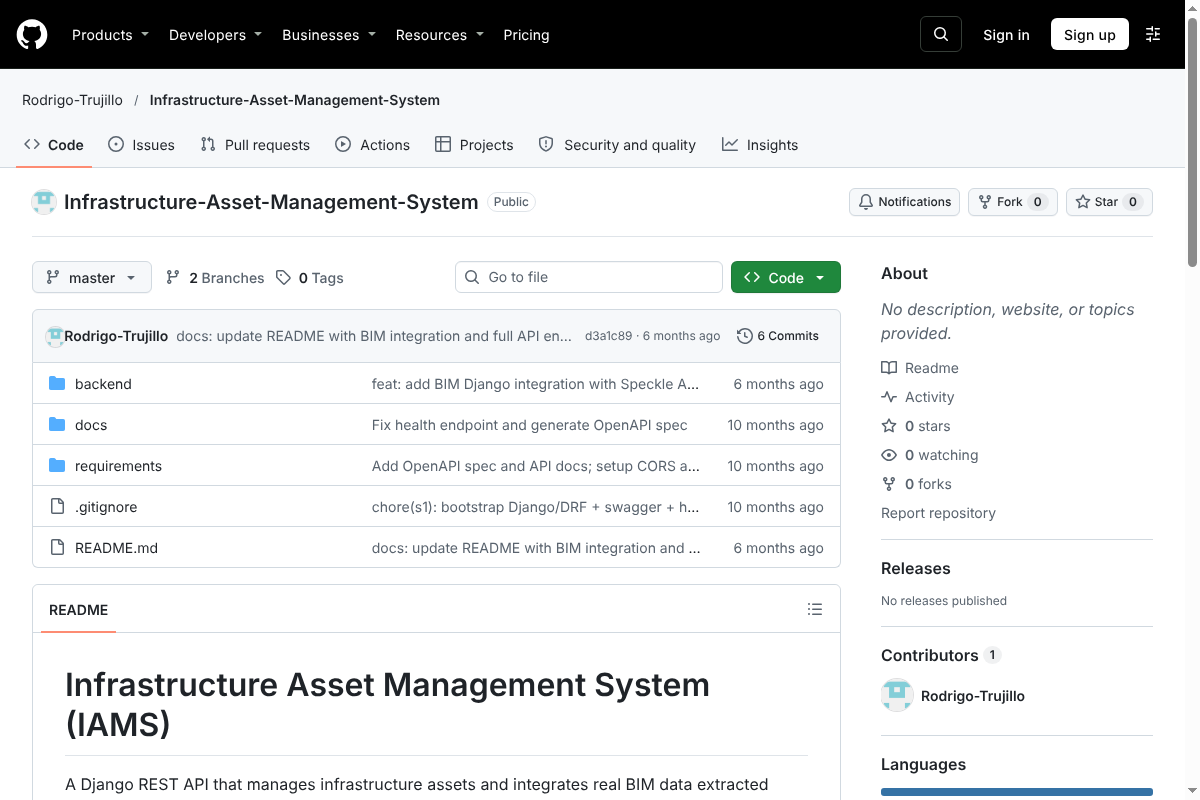 Products Developers Businesses Resources Pricing Sign in Sign up
Rodrigo-Trujillo / Infrastructure-Asset-Management-System
Code Issues Pull requests Actions Projects Security and quality Insights
Infrastructure-Asset-Management-System Public Notifications Fork 0 Star 0
master 2 Branches 0 Tags Go to file Code
Rodrigo-Trujillo docs: update README with BIM integration and full API en... d3a1c89 · 6 months ago 6 Commits
backend feat: add BIM Django integration with Speckle A... 6 months ago
docs Fix health endpoint and generate OpenAPI spec 10 months ago
requirements Add OpenAPI spec and API docs; setup CORS a... 10 months ago
.gitignore chore(s1): bootstrap Django/DRF + swagger + h... 10 months ago
README.md docs: update README with BIM integration and ... 6 months ago
README
Infrastructure Asset Management System
(IAMS)
A Django REST API that manages infrastructure assets and integrates real BIM data extracted
About
No description, website, or topics
provided.
Readme
Activity
0 stars
0 watching
0 forks
Report repository
Releases
No releases published
Contributors 1
Rodrigo-Trujillo
Languages